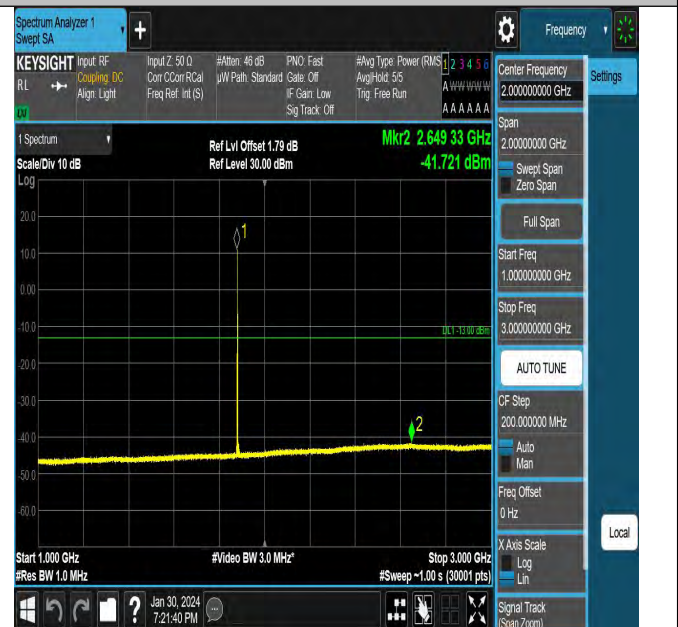 Spectrum Analyzer 1
Swept SA
Frequency
KEYSIGHT
RL
Input: RF
Coupling: DC
Align: Light
Input Z: 50 Ω
Corr CCorr RCal
Freq Ref: Int (S)
#Atten: 46 dB
µW Path: Standard
PNO: Fast
Gate: Off
IF Gain: Low
Sig Track: Off
#Avg Type: Power (RMS
Avg|Hold: 5/5
Trig: Free Run
1 2 3 4 5 6
A W W W W W
A A A A A A
1 Spectrum
Scale/Div 10 dB
Log
Ref Lvl Offset 1.79 dB
Ref Level 30.00 dBm
Mkr2 2.649 33 GHz
-41.721 dBm
20.0
10.0
0.00
-10.0
-20.0
-30.0
-40.0
-50.0
-60.0
1
DL1 -13.00 dBm
2
Start 1.000 GHz
#Res BW 1.0 MHz
#Video BW 3.0 MHz*
Stop 3.000 GHz
#Sweep ~1.00 s (30001 pts)
Jan 30, 2024
7:21:40 PM
Center Frequency
2.00000000 GHz
Settings
Span
2.00000000 GHz
Swept Span
Zero Span
Full Span
Start Freq
1.000000000 GHz
Stop Freq
3.000000000 GHz
AUTO TUNE
CF Step
200.000000 MHz
Auto
Man
Freq Offset
0 Hz
X Axis Scale
Log
Lin
Local
Signal Track
(Span Zoom)